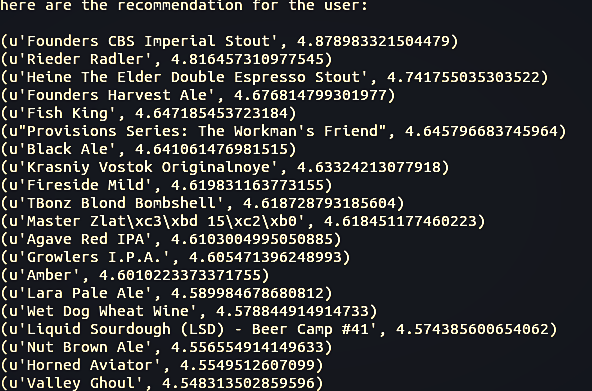 here are the recommendation for the user:
(u'Founders CBS Imperial Stout', 4.878983321504479)
(u'Rieder Radler', 4.816457310977545)
(u'Heine The Elder Double Espresso Stout', 4.741755035303522)
(u'Founders Harvest Ale', 4.676814799301977)
(u'Fish King', 4.647185453723184)
(u"Provisions Series: The Workman's Friend", 4.645796683745964)
(u'Black Ale', 4.641061476981515)
(u'Krasniy Vostok Originalnoye', 4.63324213077918)
(u'Fireside Mild', 4.619831163773155)
(u'TBonz Blond Bombshell', 4.618728793185604)
(u'Master Zlat\xc3\xbd 15\xc2\xb0', 4.618451177460223)
(u'Agave Red IPA', 4.6103004995050885)
(u'Growlers I.P.A.', 4.605471396248993)
(u'Amber', 4.6010223373371755)
(u'Lara Pale Ale', 4.589984678680812)
(u'Wet Dog Wheat Wine', 4.578844914914733)
(u'Liquid Sourdough (LSD) - Beer Camp #41', 4.574385600654062)
(u'Nut Brown Ale', 4.556554914149633)
(u'Horned Aviator', 4.5549512607099)
(u'Valley Ghoul', 4.548313502859596)